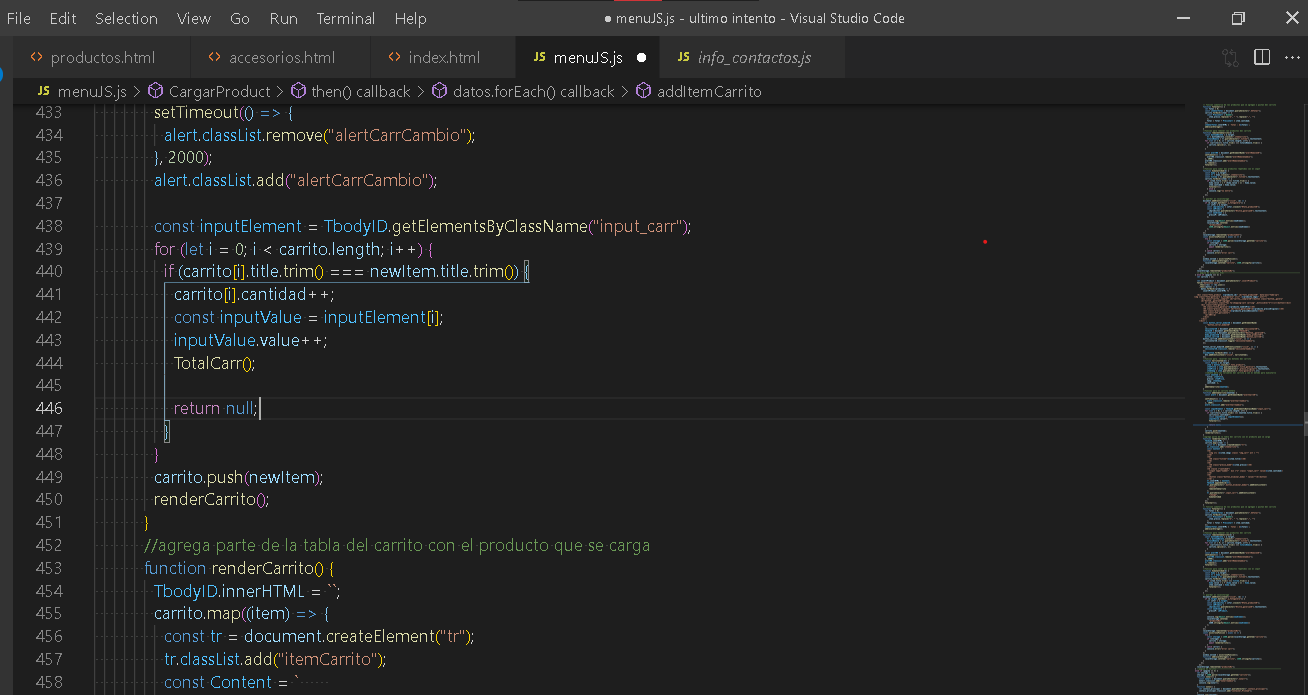 File Edit Selection View Go Run Terminal Help
● menuJS.js - ultimo intento - Visual Studio Code
<> productos.html <> accesorios.html <> index.html JS menuJS.js ● JS info_contactos.js
JS menuJS.js > CargarProduct > then() callback > datos.forEach() callback > addItemCarrito
433 setTimeout(() => {
434 alert.classList.remove("alertCarrCambio");
435 }, 2000);
436 alert.classList.add("alertCarrCambio");
437
438 const inputElement = TbodyID.getElementsByClassName("input_carr");
439 for (let i = 0; i < carrito.length; i++) {
440 if (carrito[i].title.trim() === newItem.title.trim()) {
441 carrito[i].cantidad++;
442 const inputValue = inputElement[i];
443 inputValue.value++;
444 TotalCarr();
445
446 return null;
447 }
448 }
449 carrito.push(newItem);
450 renderCarrito();
451 }
452 //agrega parte de la tabla del carrito con el producto que se carga
453 function renderCarrito() {
454 TbodyID.innerHTML = ``;
455 carrito.map((item) => {
456 const tr = document.createElement("tr");
457 tr.classList.add("itemCarrito");
458 const Content = `